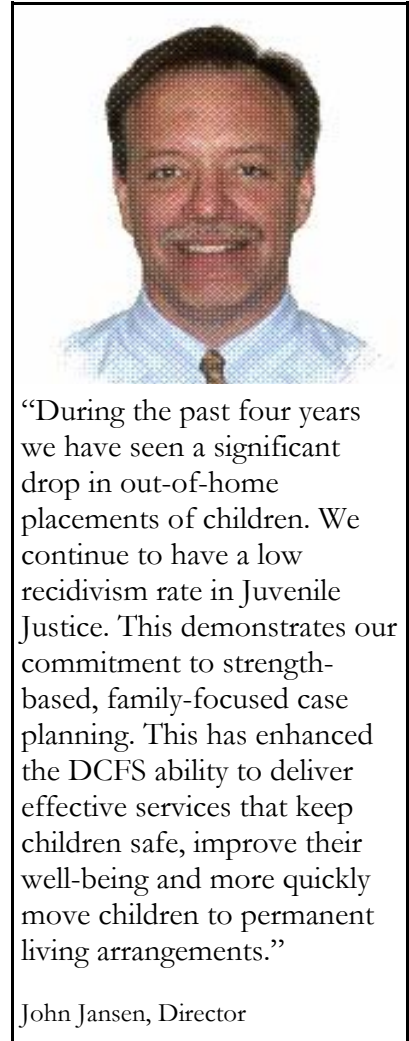 “During the past four years
we have seen a significant
drop in out-of-home
placements of children. We
continue to have a low
recidivism rate in Juvenile
Justice. This demonstrates our
commitment to strength-
based, family-focused case
planning. This has enhanced
the DCFS ability to deliver
effective services that keep
children safe, improve their
well-being and more quickly
move children to permanent
living arrangements.”
John Jansen, Director